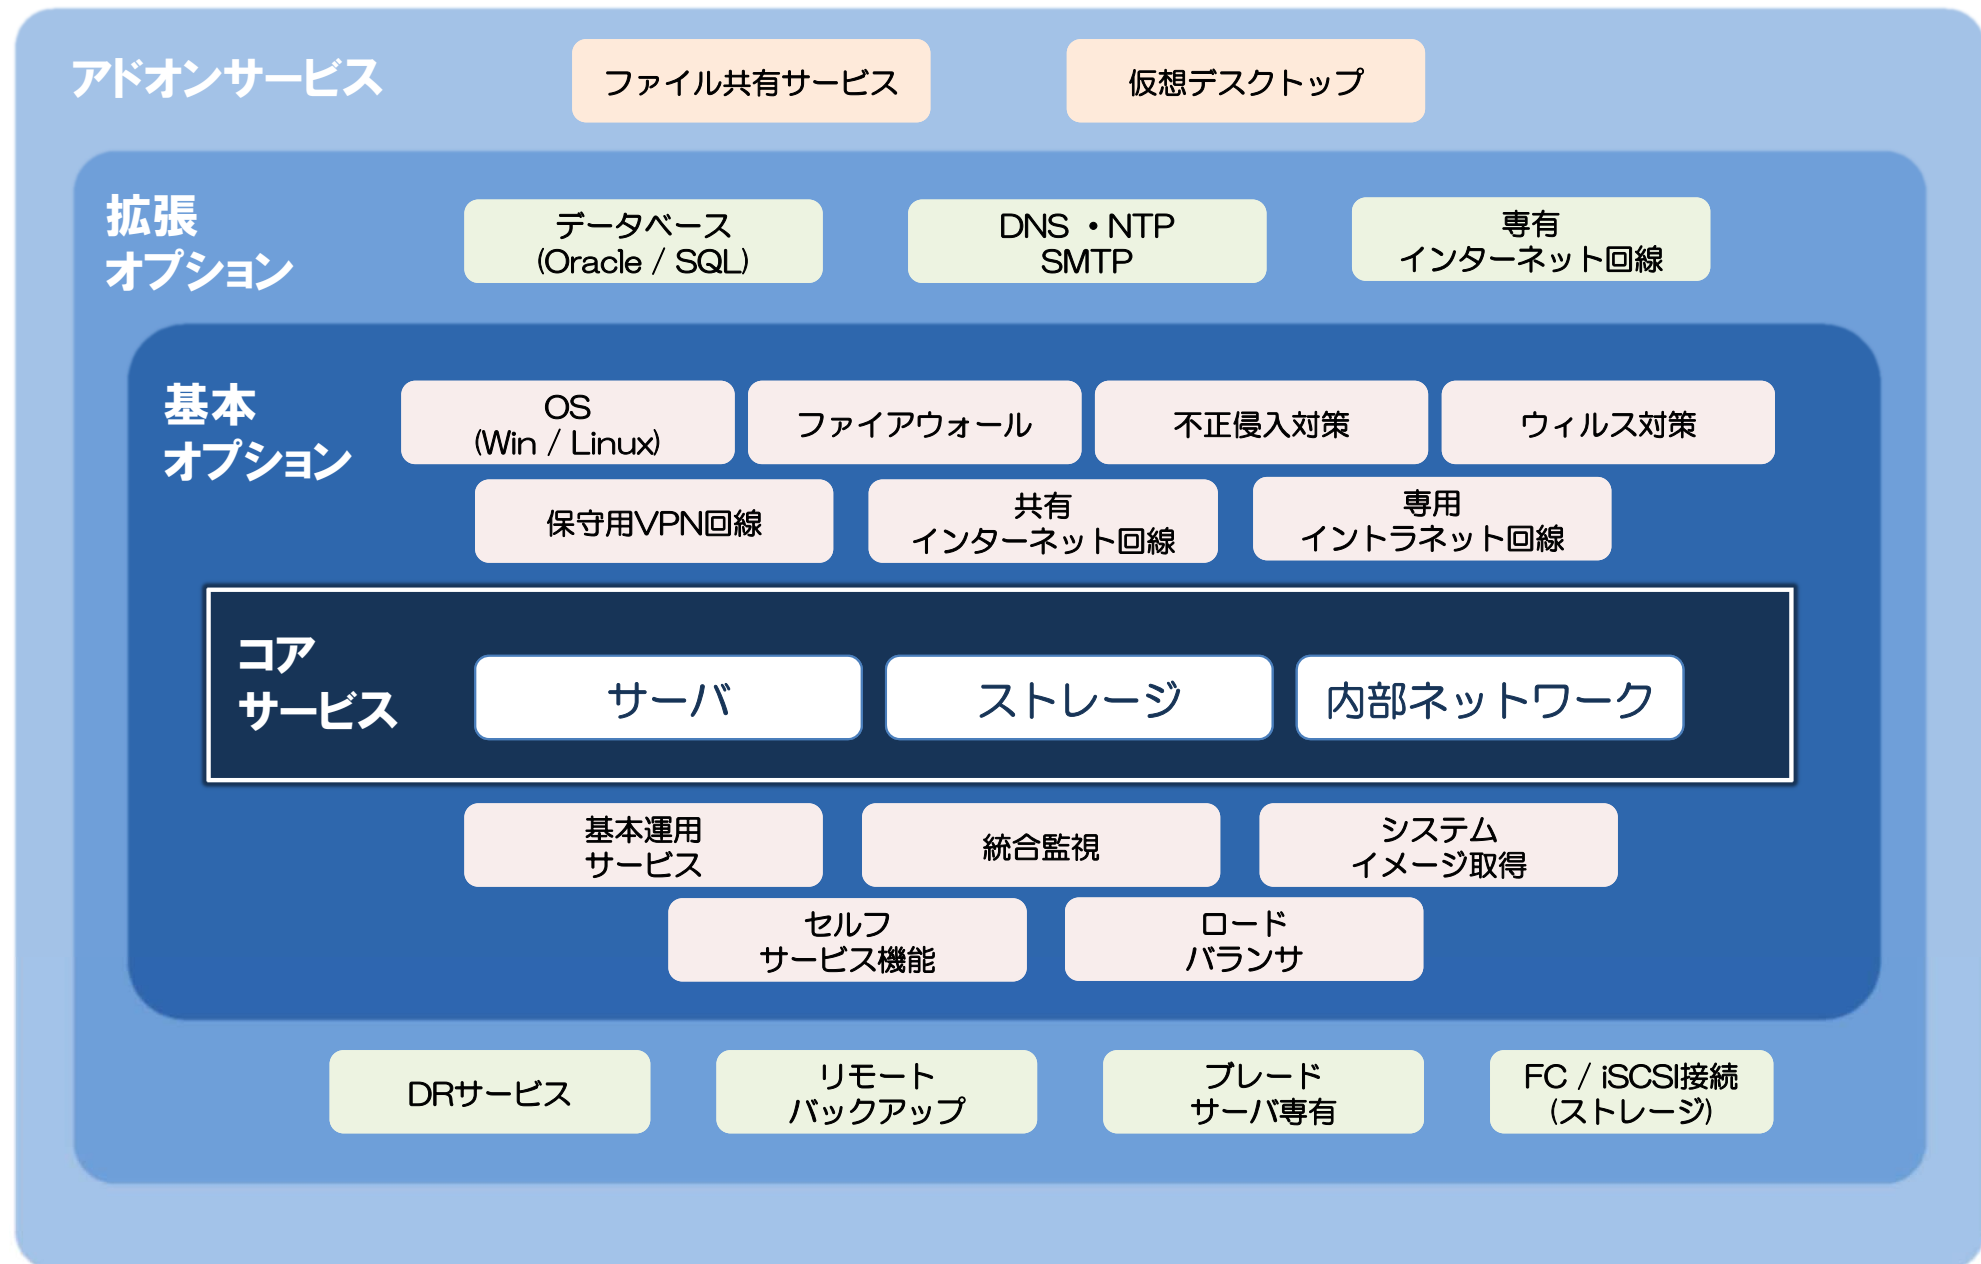 アドオンサービス
ファイル共有サービス
仮想デスクトップ
拡張
オプション
データベース
(Oracle / SQL)
DNS ・NTP
SMTP
専有
インターネット回線
基本
オプション
OS
(Win / Linux)
ファイアウォール
不正侵入対策
ウィルス対策
保守用VPN回線
共有
インターネット回線
専用
イントラネット回線
コア
サービス
サーバ
ストレージ
内部ネットワーク
基本運用
サービス
統合監視
システム
イメージ取得
セルフ
サービス機能
ロード
バランサ
DRサービス
リモート
バックアップ
ブレード
サーバ専有
FC / iSCSI接続
(ストレージ)